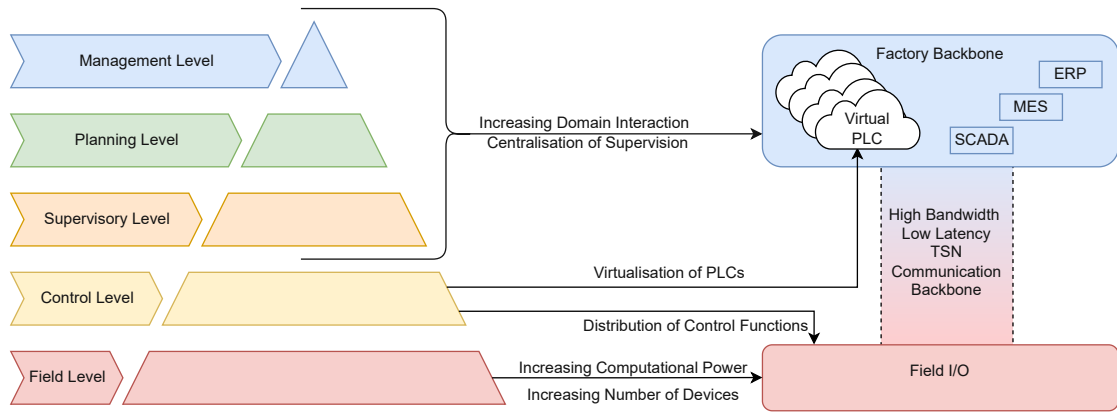 Management Level
Planning Level
Supervisory Level
Control Level
Field Level
Increasing Domain Interaction
Centralisation of Supervision
Virtualisation of PLCs
Distribution of Control Functions
Increasing Computational Power
Increasing Number of Devices
Factory Backbone
Virtual
PLC
ERP
MES
SCADA
High Bandwidth
Low Latency
TSN
Communication
Backbone
Field I/O